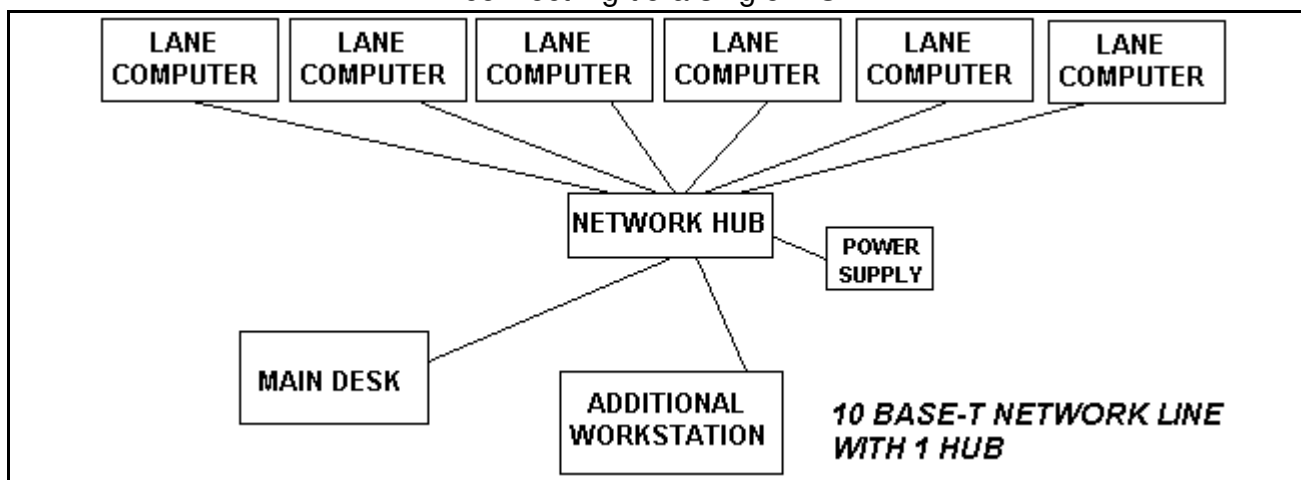 LANE
COMPUTER
LANE
COMPUTER
LANE
COMPUTER
LANE
COMPUTER
LANE
COMPUTER
LANE
COMPUTER
NETWORK HUB
POWER
SUPPLY
MAIN DESK
ADDITIONAL
WORKSTATION
10 BASE-T NETWORK LINE
WITH 1 HUB